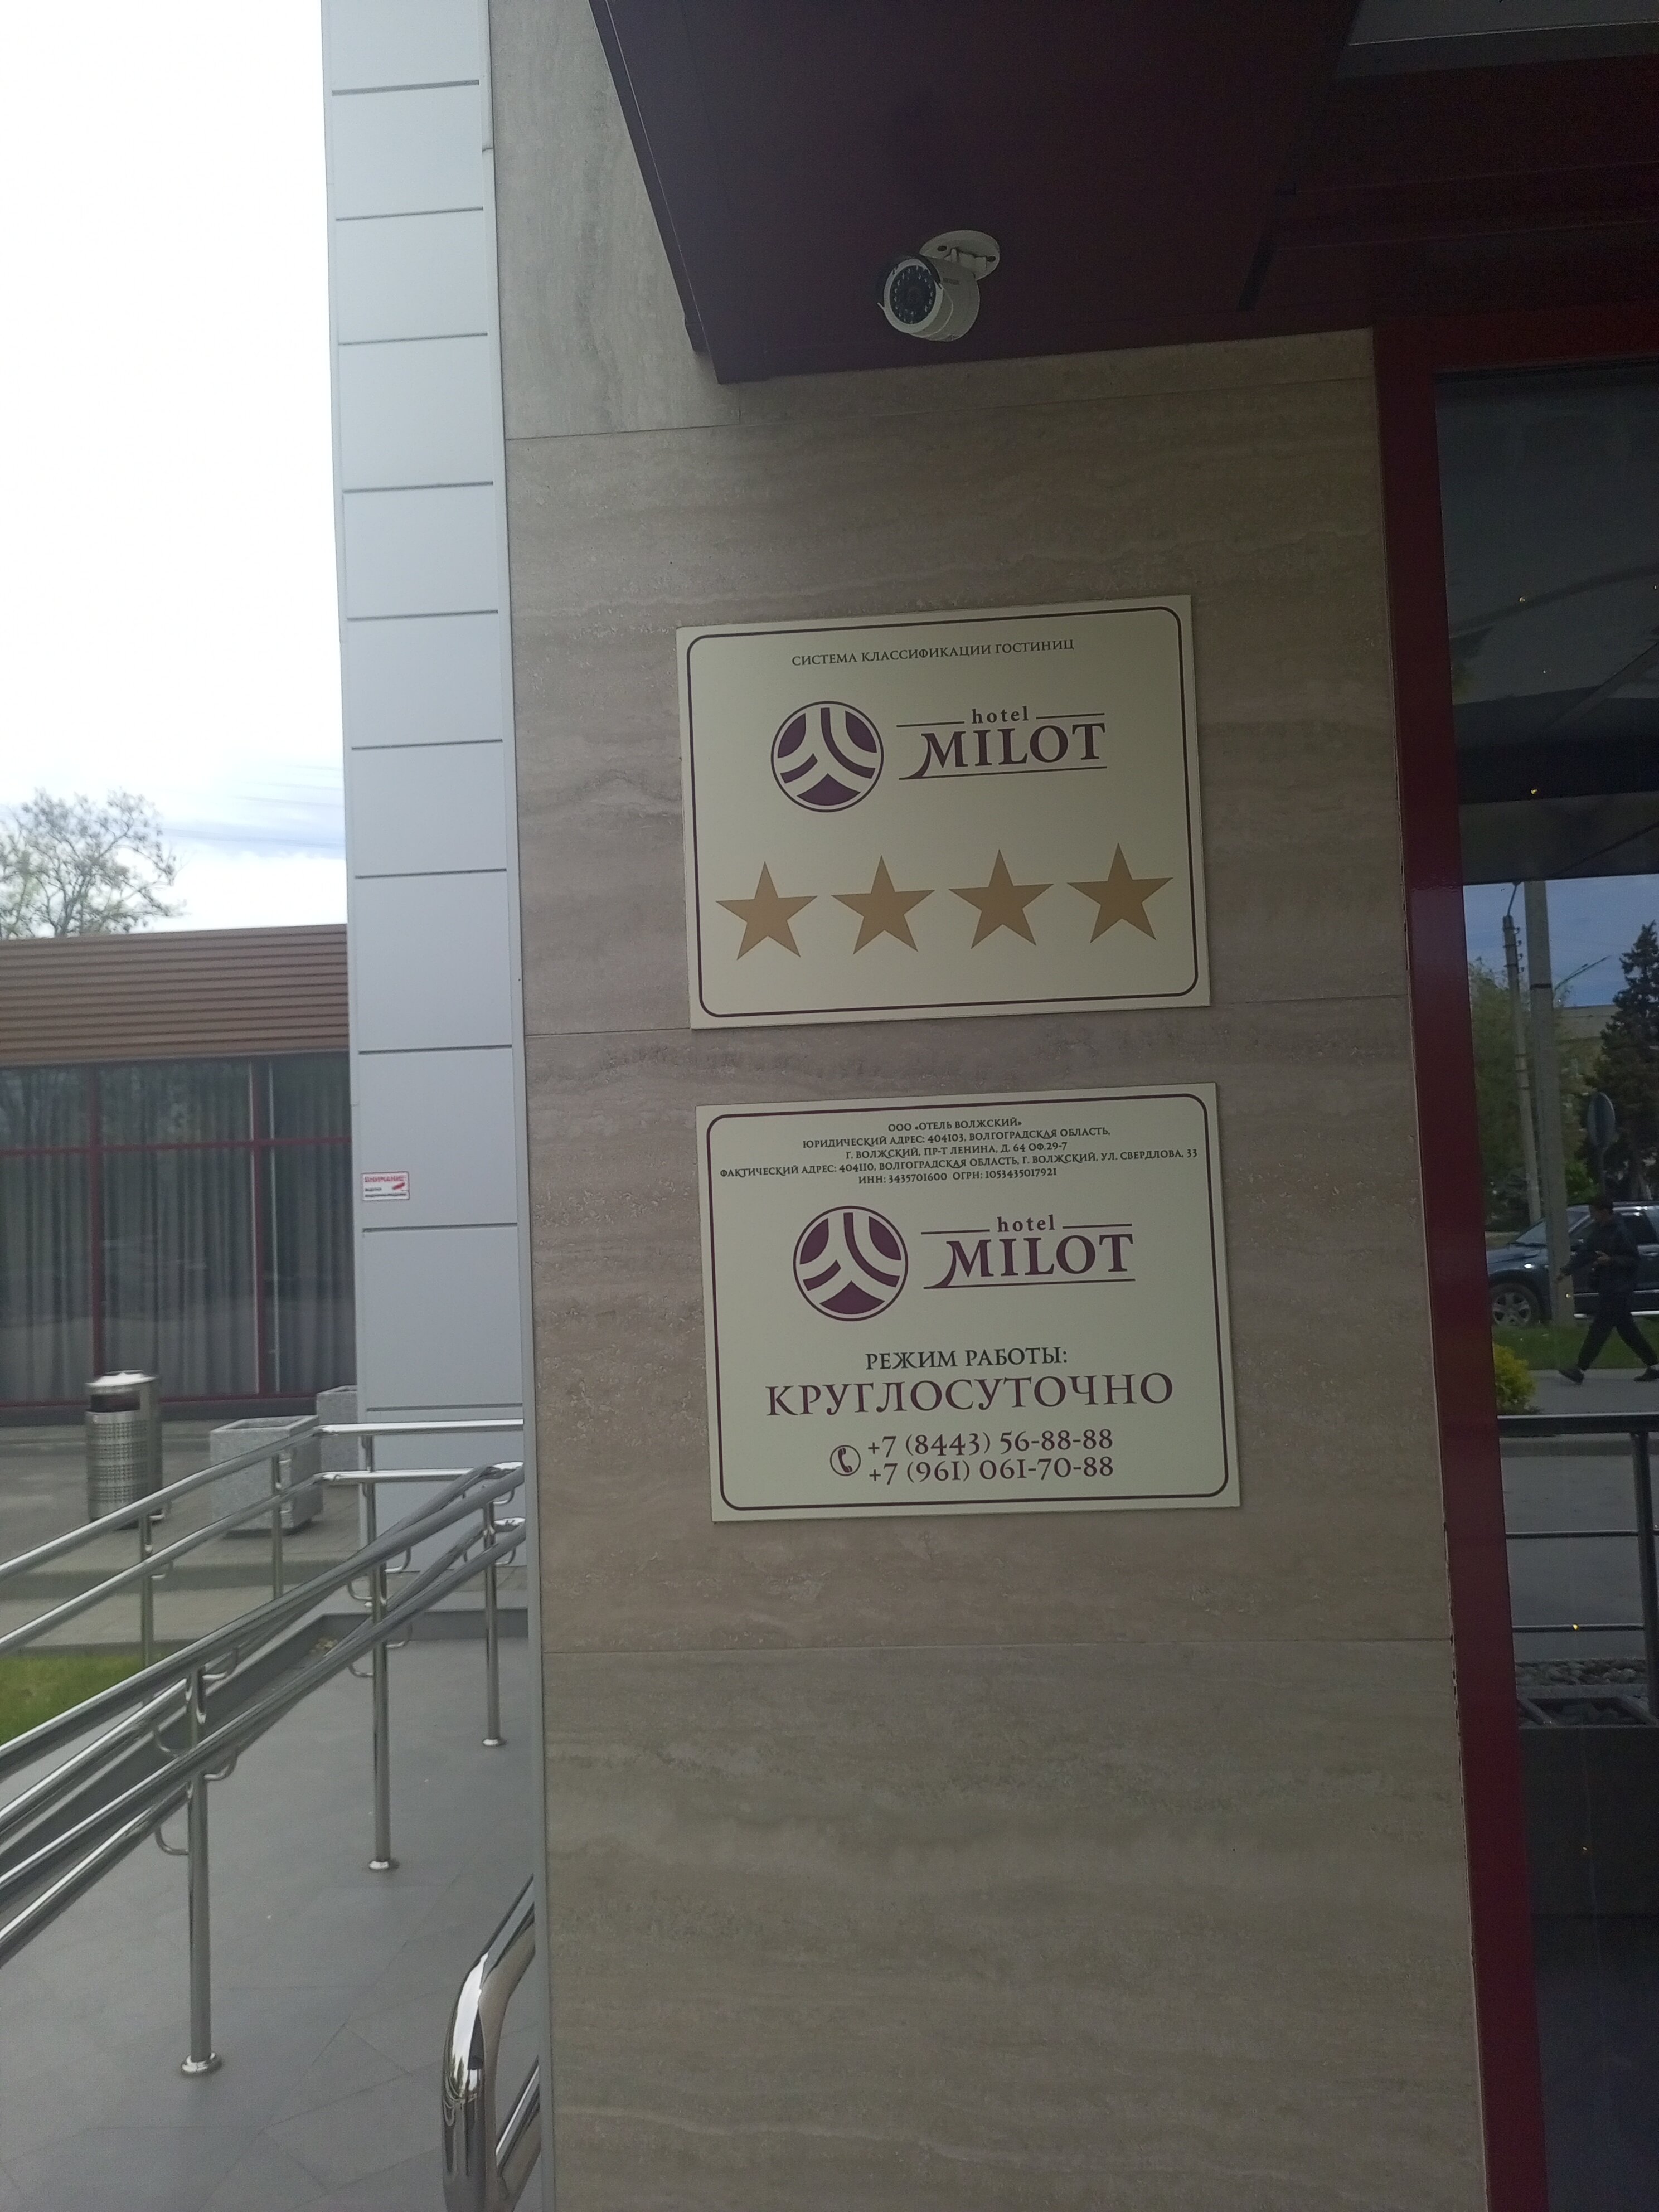 СИСТЕМА КЛАССИФИКАЦИИ ГОСТИНИЦ
hotel
MILOT
ООО «ОТЕЛЬ ВОЛЖСКИЙ»
ЮРИДИЧЕСКИЙ АДРЕС: 404103, ВОЛГОГРАДСКАЯ ОБЛАСТЬ,
Г. ВОЛЖСКИЙ, ПР-Т ЛЕНИНА, Д. 64 ОФ.29-7
ФАКТИЧЕСКИЙ АДРЕС: 404110, ВОЛГОГРАДСКАЯ ОБЛАСТЬ, Г. ВОЛЖСКИЙ, УЛ. СВЕРДЛОВА, 33
ИНН: 3435701600 ОГРН: 1053435017921
hotel
MILOT
РЕЖИМ РАБОТЫ:
КРУГЛОСУТОЧНО
+7 (8443) 56-88-88
+7 (961) 061-70-88
ВНИМАНИЕ!
ВЕДЕТСЯ
ВИДЕОНАБЛЮДЕНИЕ